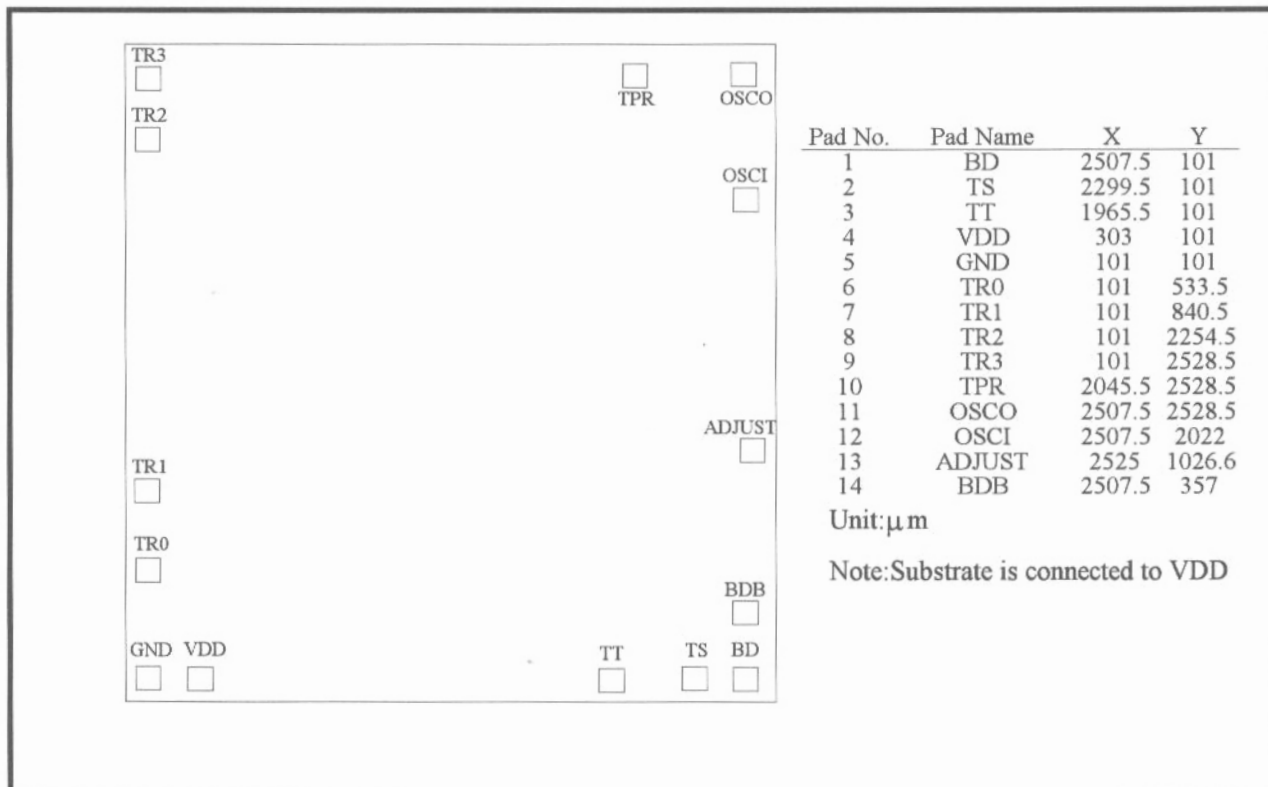 TR3
TPR OSCO
TR2
OSCI
ADJUST
TR1
TR0
BDB
GND VDD TT TS BD
Pad No. Pad Name X Y
1 BD 2507.5 101
2 TS 2299.5 101
3 TT 1965.5 101
4 VDD 303 101
5 GND 101 101
6 TR0 101 533.5
7 TR1 101 840.5
8 TR2 101 2254.5
9 TR3 101 2528.5
10 TPR 2045.5 2528.5
11 OSCO 2507.5 2528.5
12 OSCI 2507.5 2022
13 ADJUST 2525 1026.6
14 BDB 2507.5 357
Unit:μm
Note:Substrate is connected to VDD